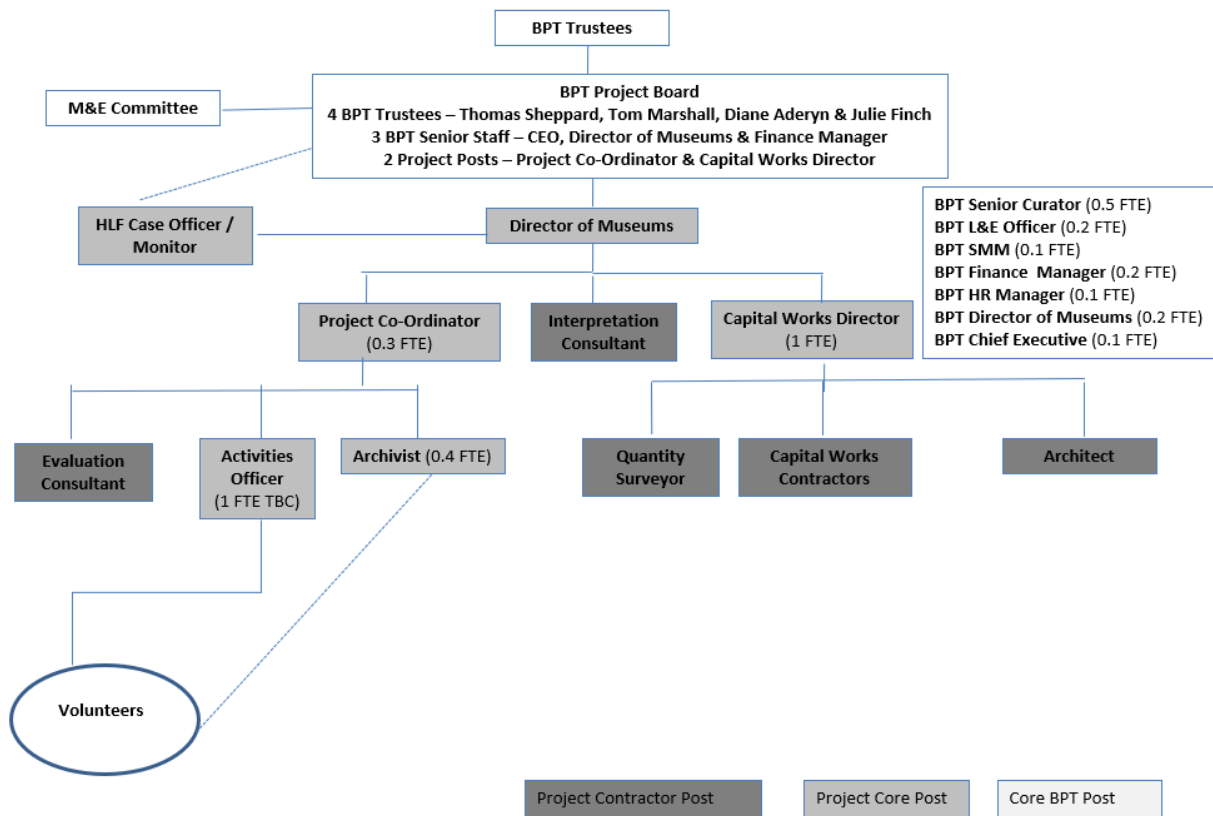 BPT Trustees
BPT Project Board
4 BPT Trustees – Thomas Sheppard, Tom Marshall, Diane Aderyn & Julie Finch
3 BPT Senior Staff – CEO, Director of Museums & Finance Manager
2 Project Posts – Project Co-Ordinator & Capital Works Director
M&E Committee
HLF Case Officer /
Monitor
Director of Museums
BPT Senior Curator (0.5 FTE)
BPT L&E Officer (0.2 FTE)
BPT SMM (0.1 FTE)
BPT Finance Manager (0.2 FTE)
BPT HR Manager (0.1 FTE)
BPT Director of Museums (0.2 FTE)
BPT Chief Executive (0.1 FTE)
Project Co-Ordinator
(0.3 FTE)
Interpretation
Consultant
Capital Works Director
(1 FTE)
Evaluation
Consultant
Activities
Officer
(1 FTE TBC)
Archivist (0.4 FTE)
Quantity
Surveyor
Capital Works
Contractors
Architect
Volunteers
Project Contractor Post
Project Core Post
Core BPT Post